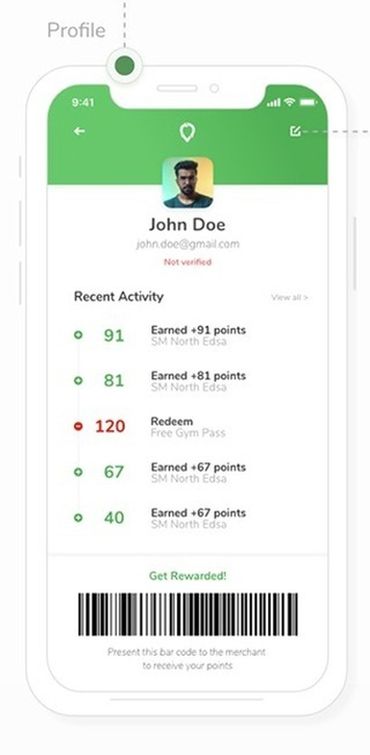 Profile
9:41
John Doe
john.doe@gmail.com
Not verified
Recent Activity
View all >
91
Earned +91 points
SM North Edsa
81
Earned +81 points
SM North Edsa
120
Redeem
Free Gym Pass
67
Earned +67 points
SM North Edsa
40
Earned +67 points
SM North Edsa
Get Rewarded!
Present this bar code to the merchant
to receive your points